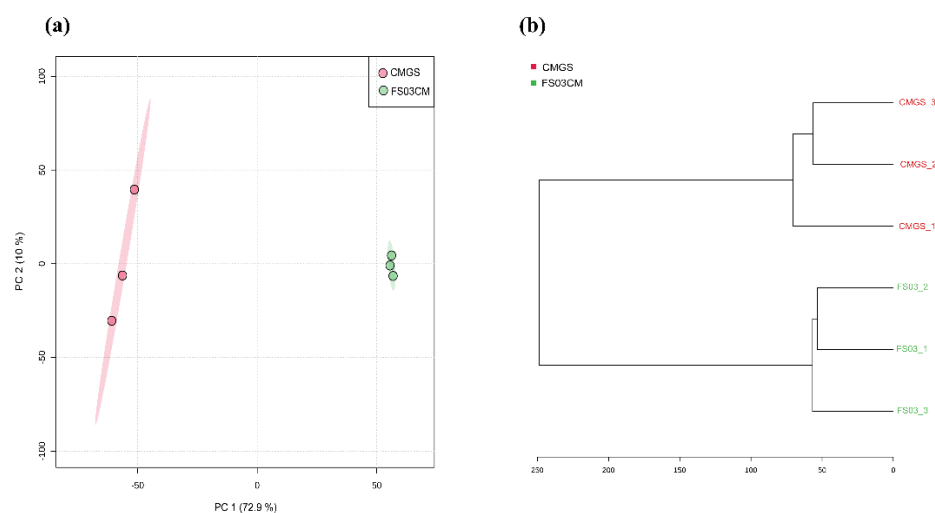 (a)
CMGS
FS03CM
100
50
0
-50
-100
PC 2 (10 %)
-50
0
50
PC 1 (72.9 %)
(b)
CMGS
FS03CM
CMGS_3
CMGS_2
CMGS_1
FS03_2
FS03_1
FS03_3
250
200
150
100
50
0